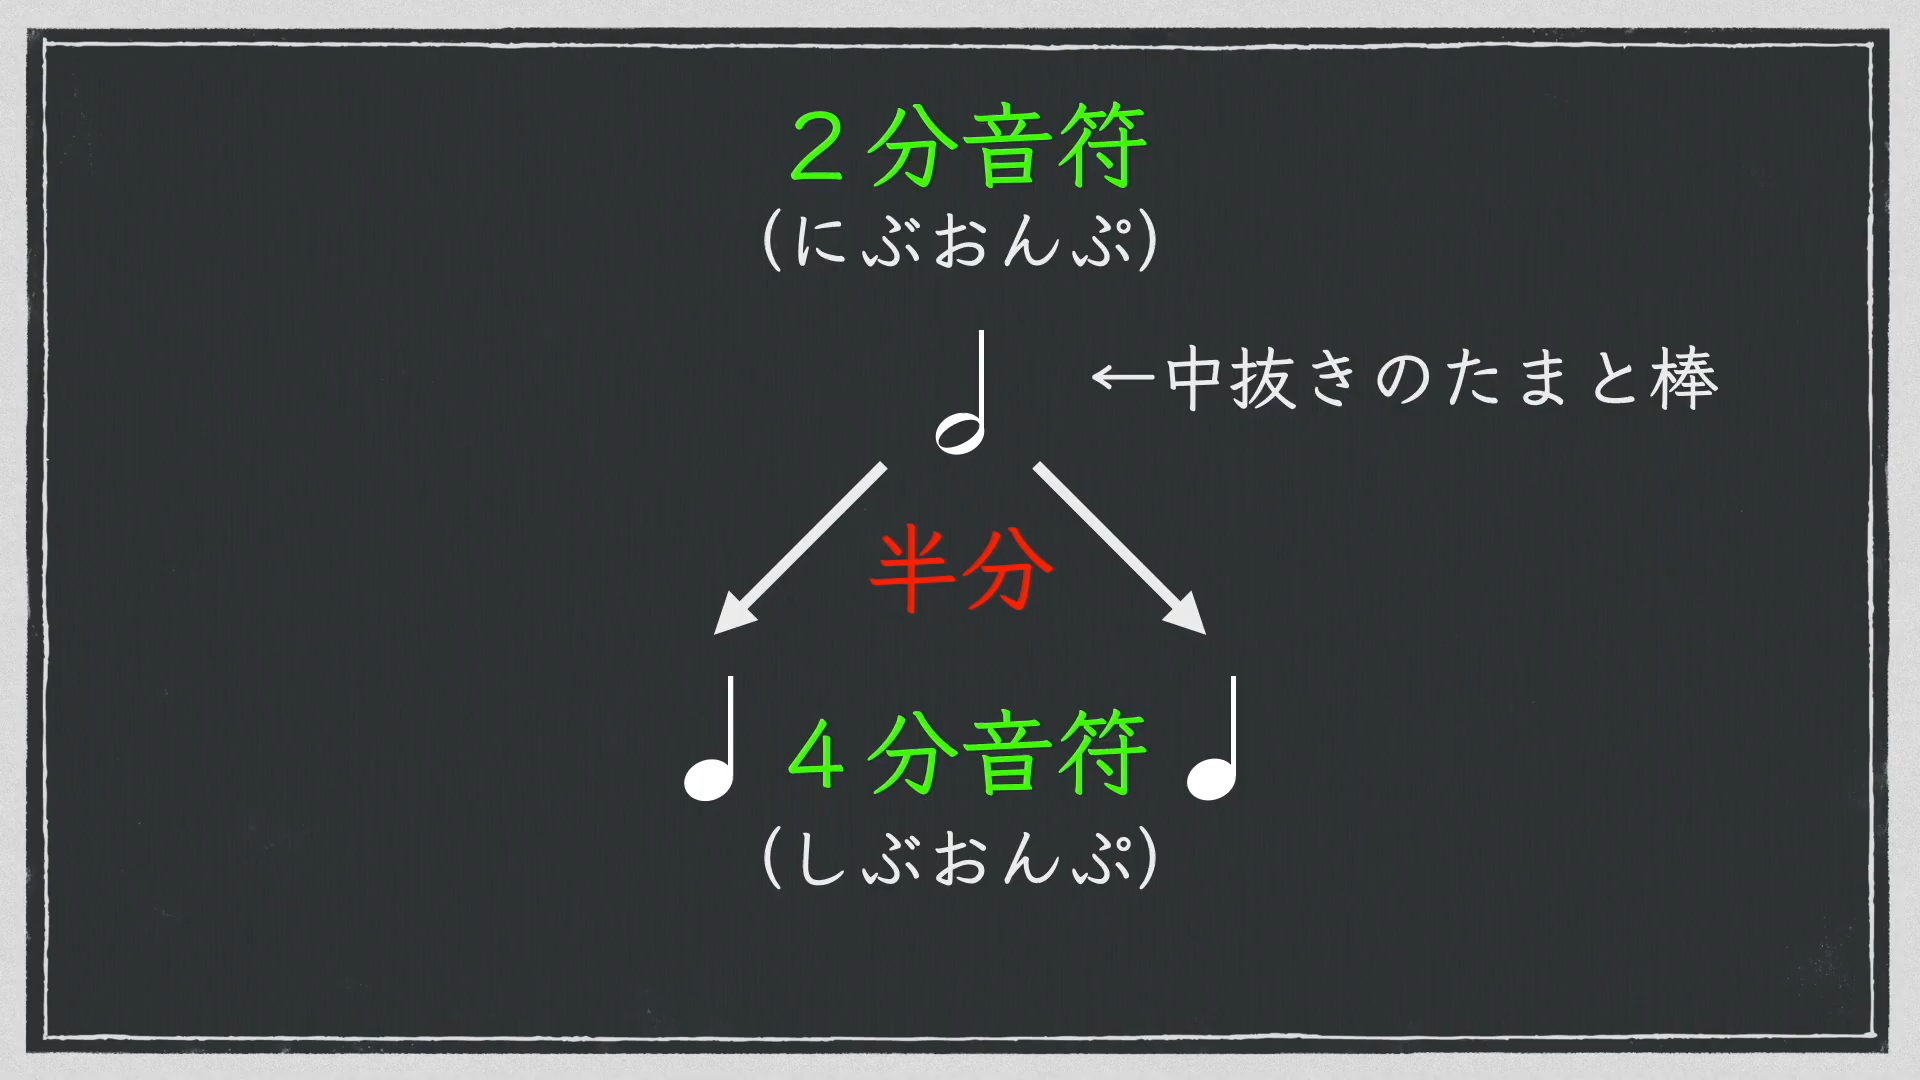 ２分音符
(にぶおんぷ)
←中抜きのたまと棒
半分
４分音符
(しぶおんぷ)